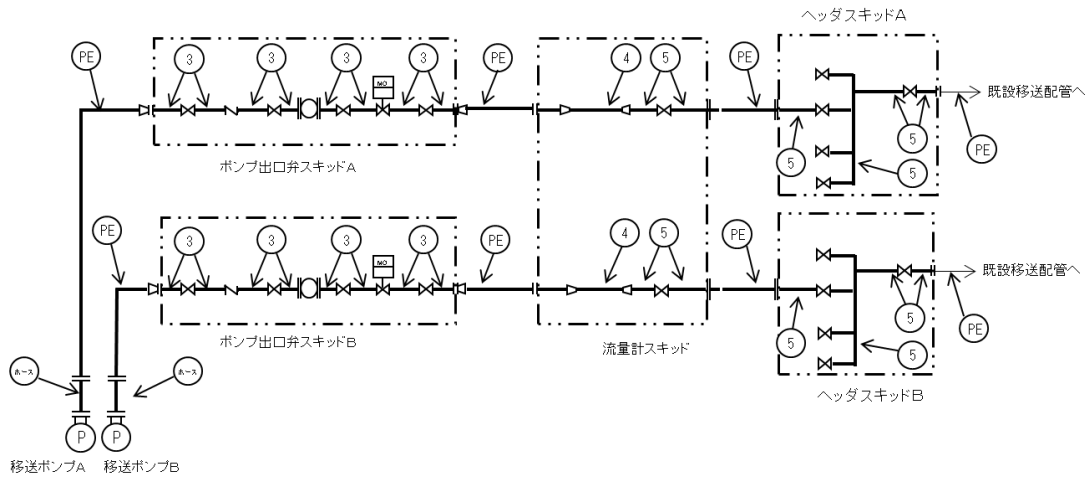 ヘッダスキッドA
PE
3
3
3
3
PE
4
5
PE
MO
既設移送配管へ
5
PE
5
5
ポンプ出口弁スキッドA
PE
3
3
3
3
PE
4
5
PE
MO
既設移送配管へ
5
PE
5
5
ポンプ出口弁スキッドB
流量計スキッド
ホース
ホース
ヘッダスキッドB
P
P
移送ポンプA
移送ポンプB